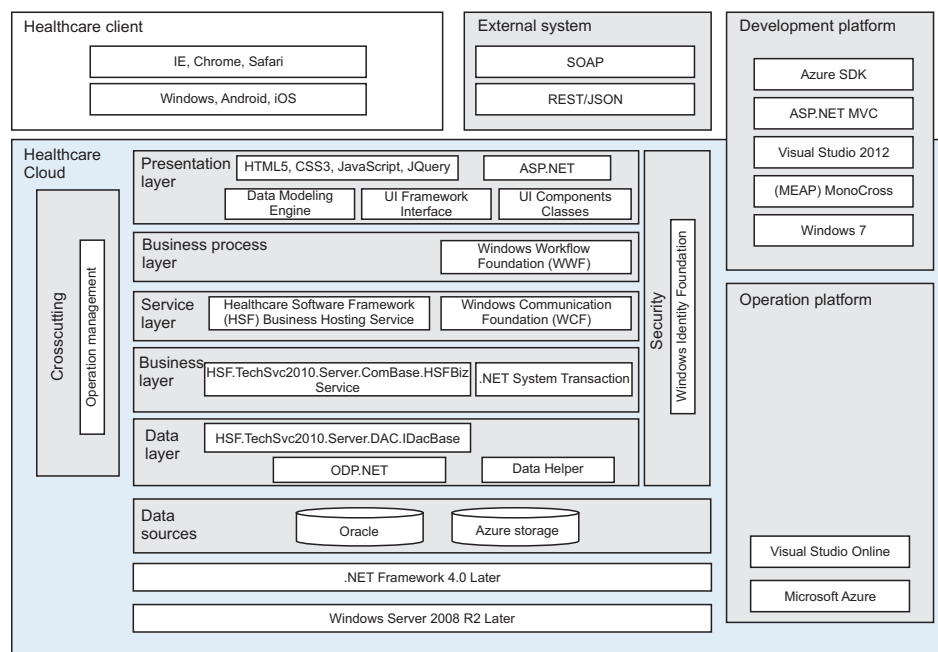 Healthcare client
IE, Chrome, Safari
Windows, Android, iOS
External system
SOAP
REST/JSON
Development platform
Azure SDK
ASP.NET MVC
Visual Studio 2012
(MEAP) MonoCross
Windows 7
Healthcare
Cloud
Crosscutting
Operation management
Presentation
layer
HTML5, CSS3, JavaScript, JQuery
ASP.NET
Data Modeling
Engine
UI Framework
Interface
UI Components
Classes
Business process
layer
Windows Workflow
Foundation (WWF)
Service
layer
Healthcare Software Framework
(HSF) Business Hosting Service
Windows Communication
Foundation (WCF)
Business
layer
HSF.TechSvc2010.Server.ComBase.HSFBiz
Service
.NET System Transaction
Data
layer
HSF.TechSvc2010.Server.DAC.IDacBase
ODP.NET
Data Helper
Security
Windows Identity Foundation
Data
sources
Oracle
Azure storage
.NET Framework 4.0 Later
Windows Server 2008 R2 Later
Operation platform
Visual Studio Online
Microsoft Azure